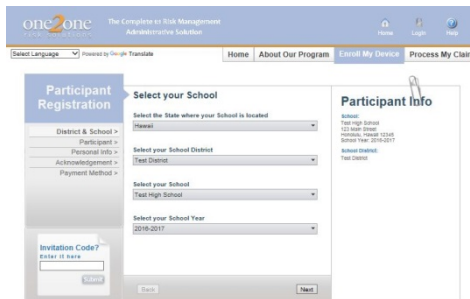 one2one
The Complete to Risk Management
Administrative Solution
Home
Login
Help
Select Language
Powered by Google Translate
Home
About Our Program
Enroll My Device
Process My Clai
Participant
Registration
District & School >
Participant >
Personal Info >
Acknowledgement >
Payment Method >
Invitation Code?
Enter it here
Submit
Select your School
Select the State where your School is located
Hawaii
Select your School District
Test District
Select your School
Test High School
Select your School Year
2016-2017
Back
Next
Participant Info
School:
Test High School
123 Main Street
Honolulu, Hawaii 12345
School Year: 2016-2017
School District:
Test District